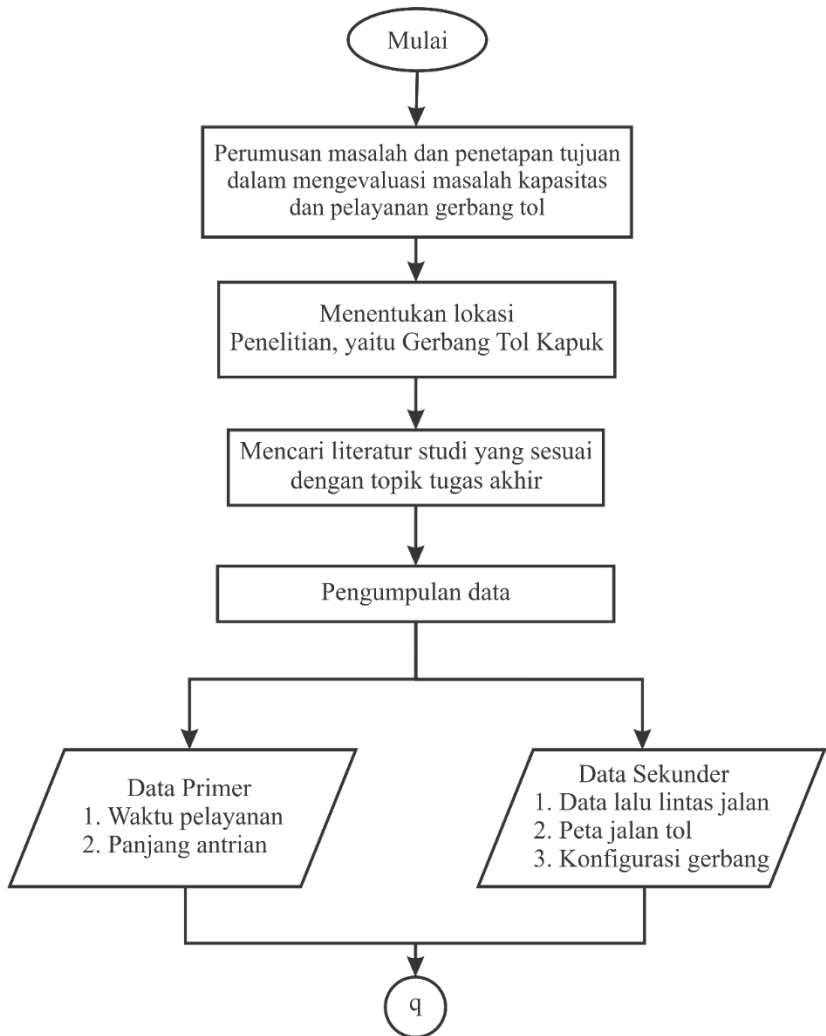 Mulai
Perumusan masalah dan penetapan tujuan
dalam mengevaluasi masalah kapasitas
dan pelayanan gerbang tol
Menentukan lokasi
Penelitian, yaitu Gerbang Tol Kapuk
Mencari literatur studi yang sesuai
dengan topik tugas akhir
Pengumpulan data
Data Primer
1. Waktu pelayanan
2. Panjang antrian
Data Sekunder
1. Data lalu lintas jalan
2. Peta jalan tol
3. Konfigurasi gerbang
q